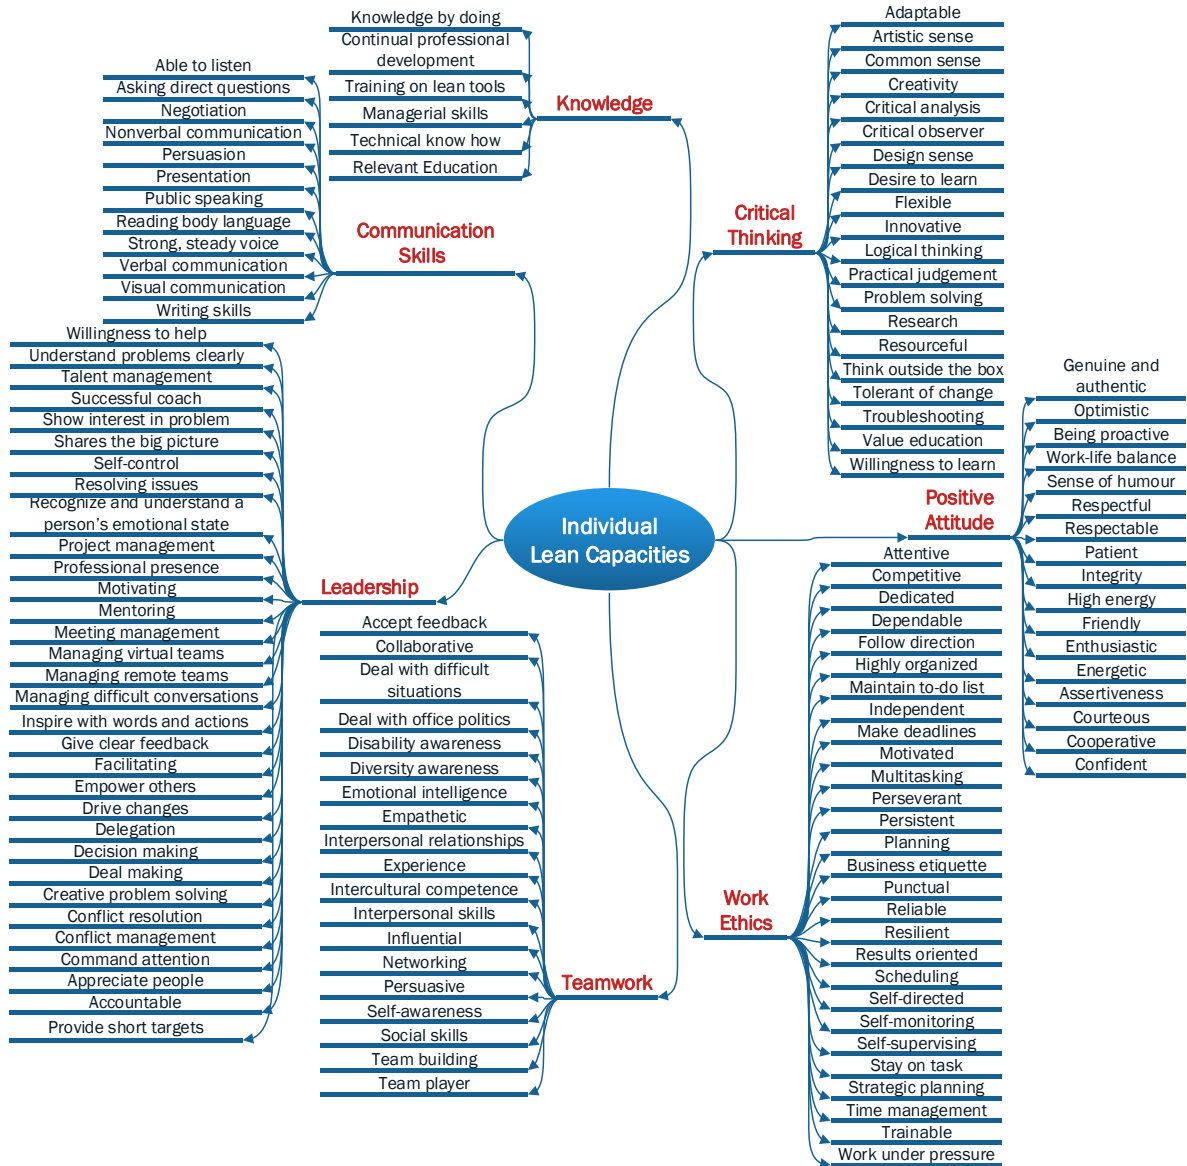 Knowledge by doing
Continual professional
development
Training on lean tools
Managerial skills
Technical know how
Relevant Education
Knowledge
Able to listen
Asking direct questions
Negotiation
Nonverbal communication
Persuasion
Presentation
Public speaking
Reading body language
Strong, steady voice
Verbal communication
Visual communication
Writing skills
Communication
Skills
Willingness to help
Understand problems clearly
Talent management
Successful coach
Show interest in problem
Shares the big picture
Self-control
Resolving issues
Recognize and understand a
person's emotional state
Project management
Professional presence
Motivating
Mentoring
Meeting management
Managing virtual teams
Managing remote teams
Managing difficult conversations
Inspire with words and actions
Give clear feedback
Facilitating
Empower others
Drive changes
Delegation
Decision making
Deal making
Creative problem solving
Conflict resolution
Conflict management
Command attention
Appreciate people
Accountable
Provide short targets
Leadership
Individual
Lean Capacities
Accept feedback
Collaborative
Deal with difficult
situations
Deal with office politics
Disability awareness
Diversity awareness
Emotional intelligence
Empathetic
Interpersonal relationships
Experience
Intercultural competence
Interpersonal skills
Influential
Networking
Persuasive
Self-awareness
Social skills
Team building
Team player
Teamwork
Critical
Thinking
Adaptable
Artistic sense
Common sense
Creativity
Critical analysis
Critical observer
Design sense
Desire to learn
Flexible
Innovative
Logical thinking
Practical judgement
Problem solving
Research
Resourceful
Think outside the box
Tolerant of change
Troubleshooting
Value education
Willingness to learn
Positive
Attitude
Genuine and
authentic
Optimistic
Being proactive
Work-life balance
Sense of humour
Respectful
Respectable
Patient
Integrity
High energy
Friendly
Enthusiastic
Energetic
Assertiveness
Courteous
Cooperative
Confident
Work
Ethics
Attentive
Competitive
Dedicated
Dependable
Follow direction
Highly organized
Maintain to-do list
Independent
Make deadlines
Motivated
Multitasking
Perseverant
Persistent
Planning
Business etiquette
Punctual
Reliable
Resilient
Results oriented
Scheduling
Self-directed
Self-monitoring
Self-supervising
Stay on task
Strategic planning
Time management
Trainable
Work under pressure